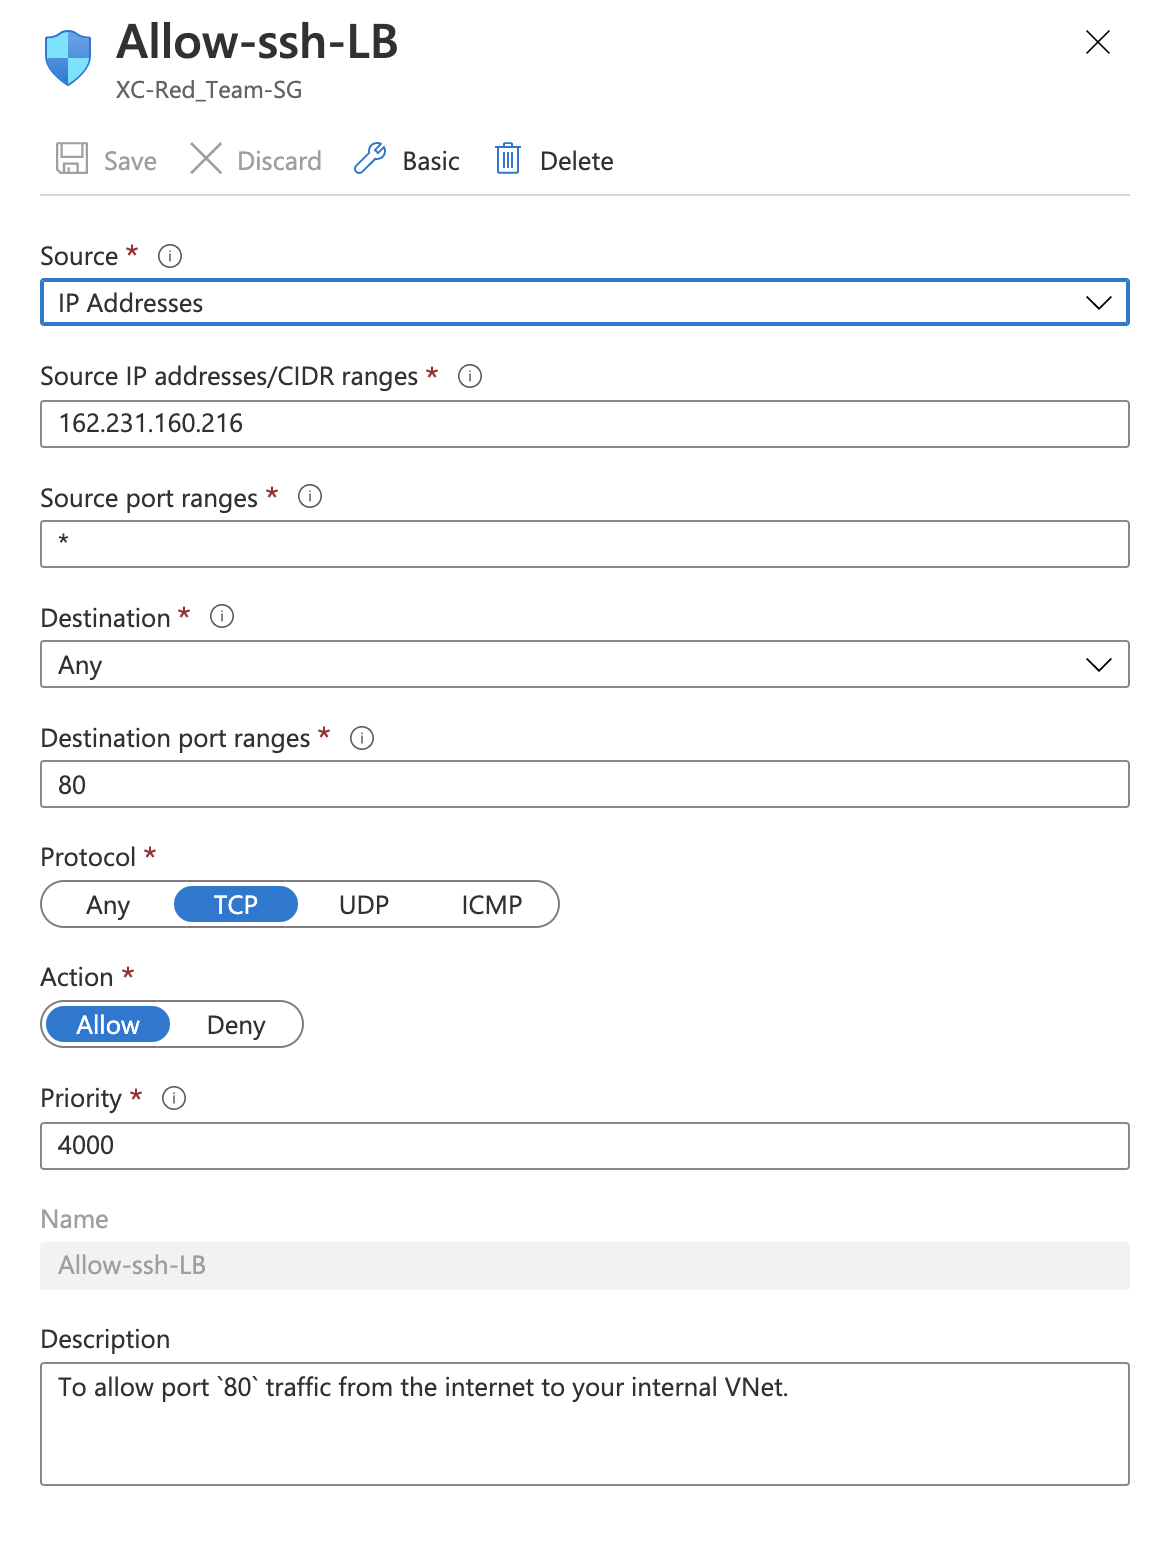 Allow-ssh-LB
XC-Red_Team-SG
Save Discard Basic Delete
Source *
IP Addresses
Source IP addresses/CIDR ranges *
162.231.160.216
Source port ranges *
*
Destination *
Any
Destination port ranges *
80
Protocol *
Any TCP UDP ICMP
Action *
Allow Deny
Priority *
4000
Name
Allow-ssh-LB
Description
To allow port `80` traffic from the internet to your internal VNet.